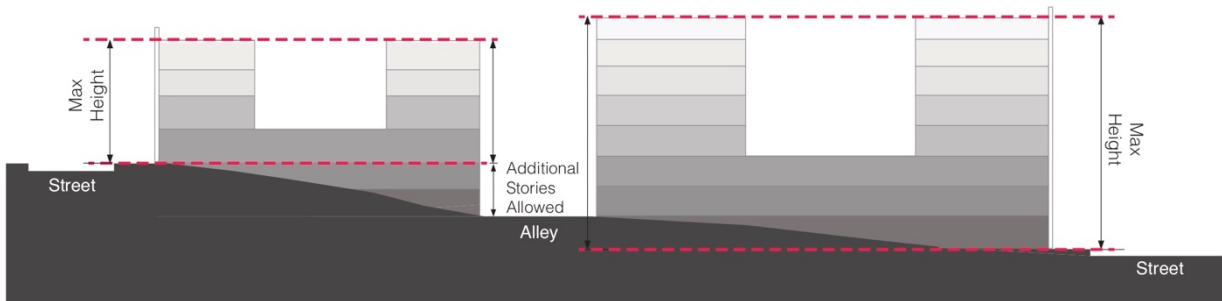 Max
Height
Street
Additional
Stories
Allowed
Alley
Max
Height
Street